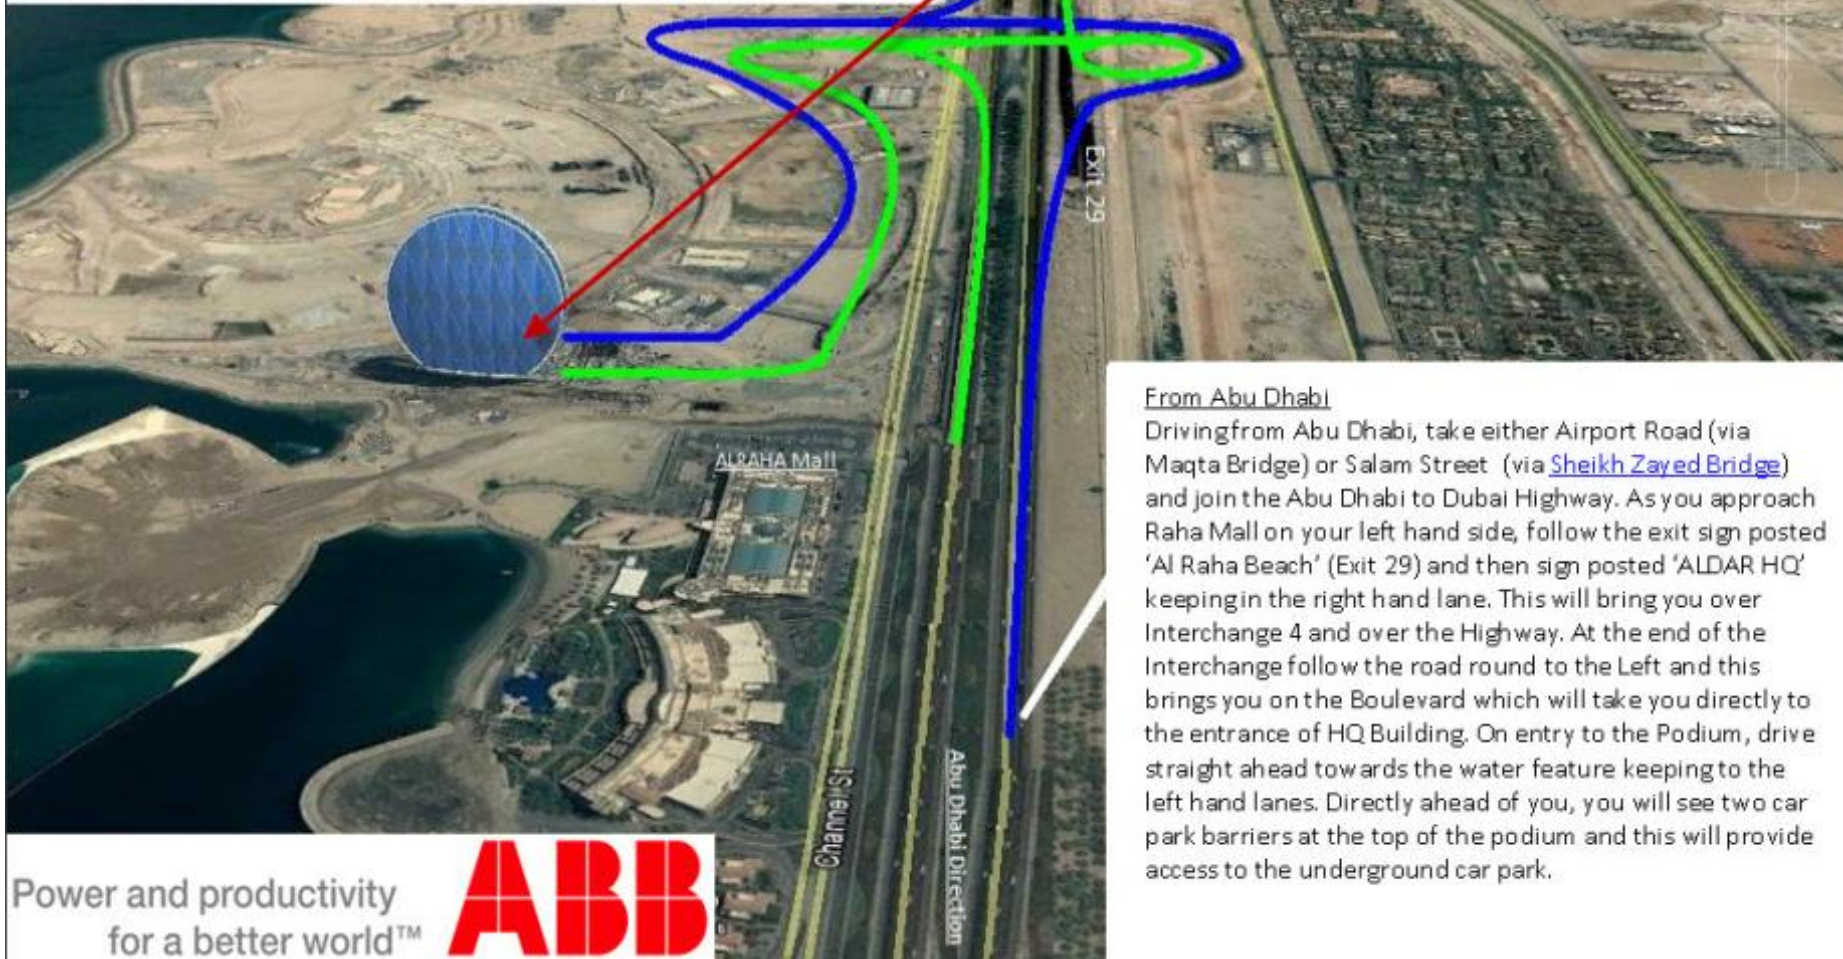 Exit 29
From Abu Dhabi
Driving from Abu Dhabi, take either Airport Road (via
Maqta Bridge) or Salam Street (via Sheikh Zayed Bridge)
and join the Abu Dhabi to Dubai Highway. As you approach
Raha Mall on your left hand side, follow the exit sign posted
‘Al Raha Beach’ (Exit 29) and then sign posted ‘ALDAR HQ’
keeping in the right hand lane. This will bring you over
Interchange 4 and over the Highway. At the end of the
Interchange follow the road round to the Left and this
brings you on the Boulevard which will take you directly to
the entrance of HQ Building. On entry to the Podium, drive
straight ahead towards the water feature keeping to the
left hand lanes. Directly ahead of you, you will see two car
park barriers at the top of the podium and this will provide
access to the underground car park.
ALRAHA Mall
Channel St
Abu Dhabi Direction
Power and productivity
for a better world™
ABB